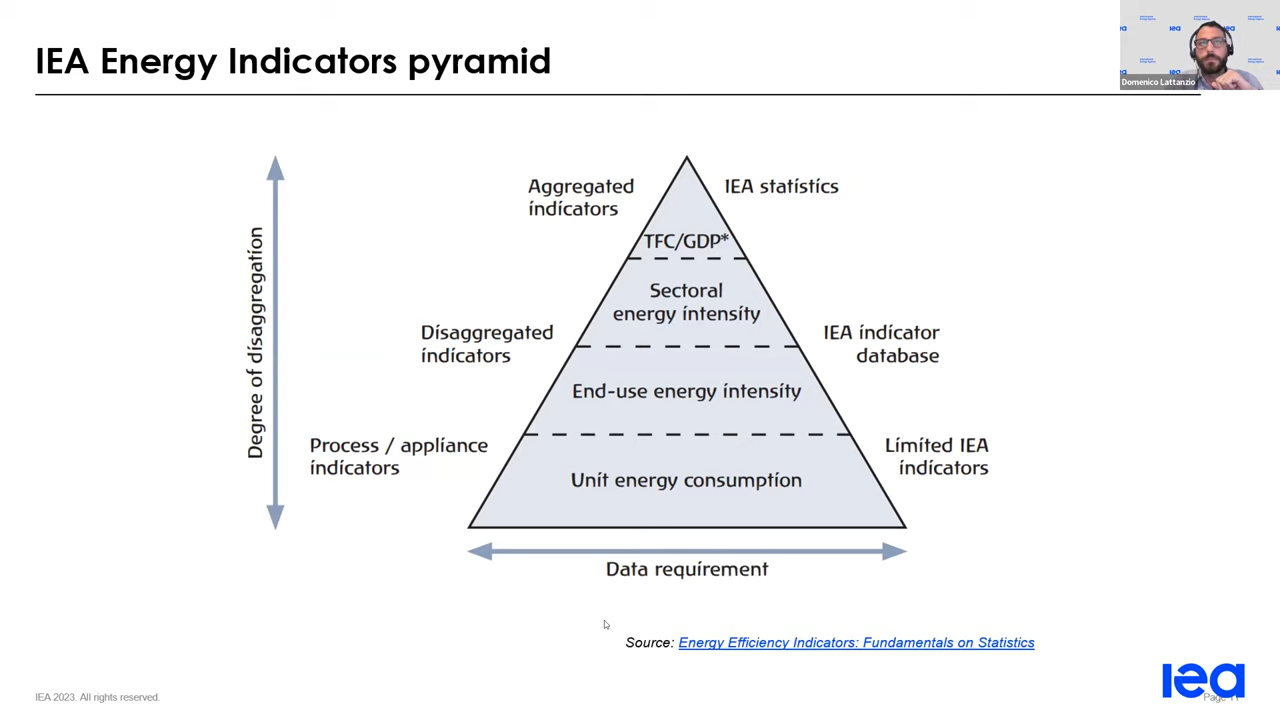 IEA Energy Indicators pyramid
iea
Domenico Lattanzio
Degree of disaggregation
Aggregated
indicators
IEA statistics
TFC/GDP*
Sectoral
energy intensity
Disaggregated
indicators
IEA indicator
database
End-use energy intensity
Process / appliance
indicators
Limited IEA
indicators
Unit energy consumption
Data requirement
Source: Energy Efficiency Indicators: Fundamentals on Statistics
IEA 2023. All rights reserved.
iea